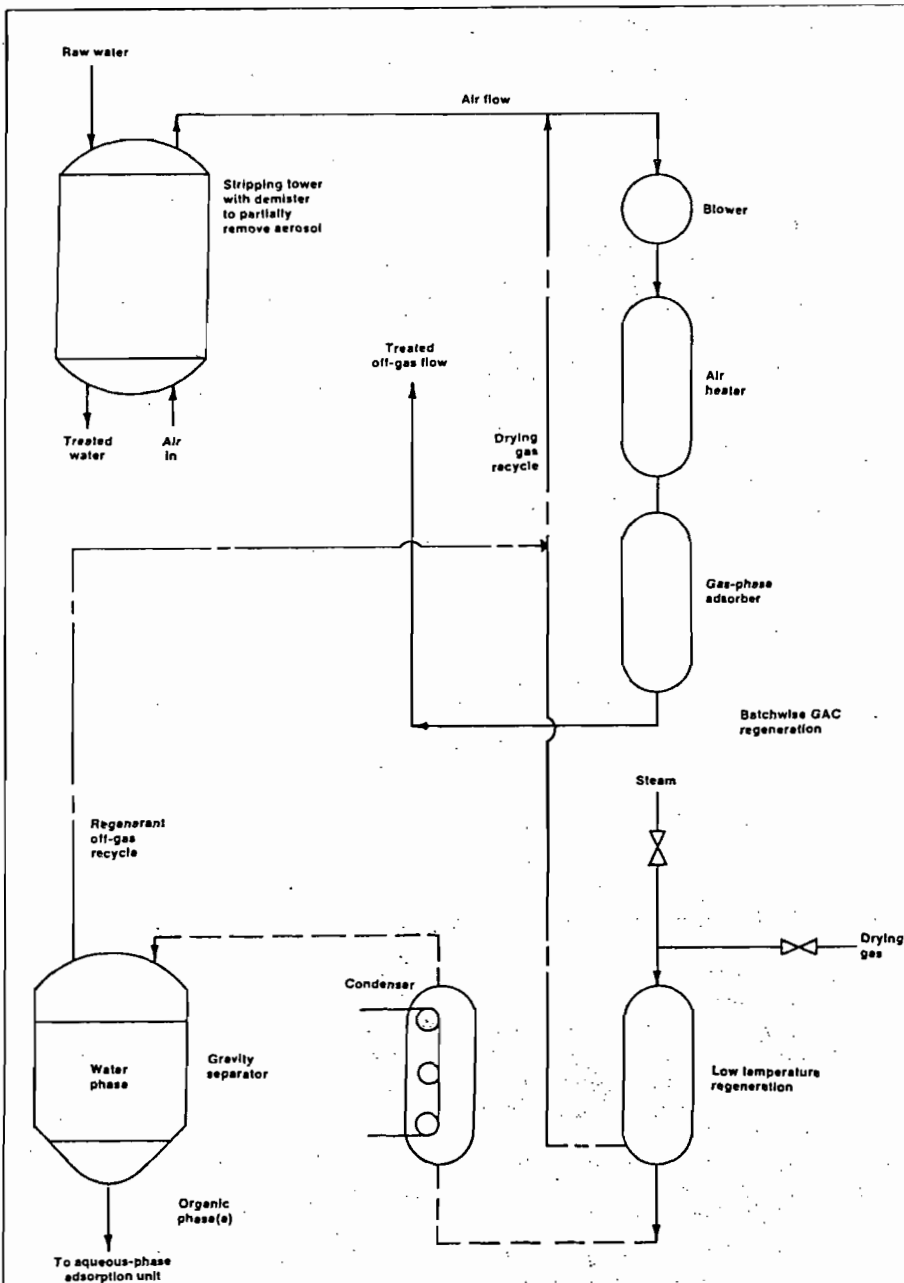 Raw water
Air flow
Stripping tower
with demister
to partially
remove aerosol
Blower
Treated
off-gas flow
Air
heater
Treated
water
Air
in
Drying
gas
recycle
Gas-phase
adsorber
Batchwise GAC
regeneration
Steam
Regenerant
off-gas
recycle
Drying
gas
Condenser
Water
phase
Gravity
separator
Low temperature
regeneration
Organic
phase(s)
To aqueous-phase
adsorption unit